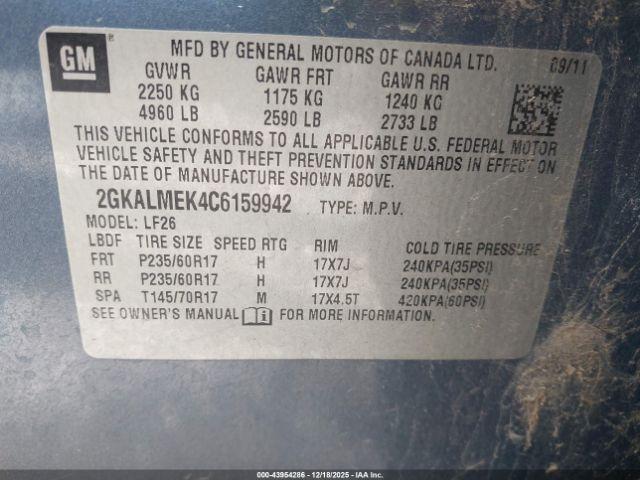 GM
MFD BY GENERAL MOTORS OF CANADA LTD. 09/11
GVWR GAWR FRT GAWR RR
2250 KG 1175 KG 1240 KG
4960 LB 2590 LB 2733 LB
THIS VEHICLE CONFORMS TO ALL APPLICABLE U.S. FEDERAL MOTOR
VEHICLE SAFETY AND THEFT PREVENTION STANDARDS IN EFFECT ON
THE DATE OF MANUFACTURE SHOWN ABOVE.
2GKALMEK4C6159942 TYPE: M.P.V.
MODEL: LF26
LBDF TIRE SIZE SPEED RTG RIM COLD TIRE PRESSURE
FRT P235/60R17 H 17X7J 240KPA(35PSI)
RR P235/60R17 H 17X7J 240KPA(35PSI)
SPA T145/70R17 M 17X4.5T 420KPA(60PSI)
SEE OWNER'S MANUAL FOR MORE INFORMATION.
000-43954286 - 12/18/2025 - IAAI.COM